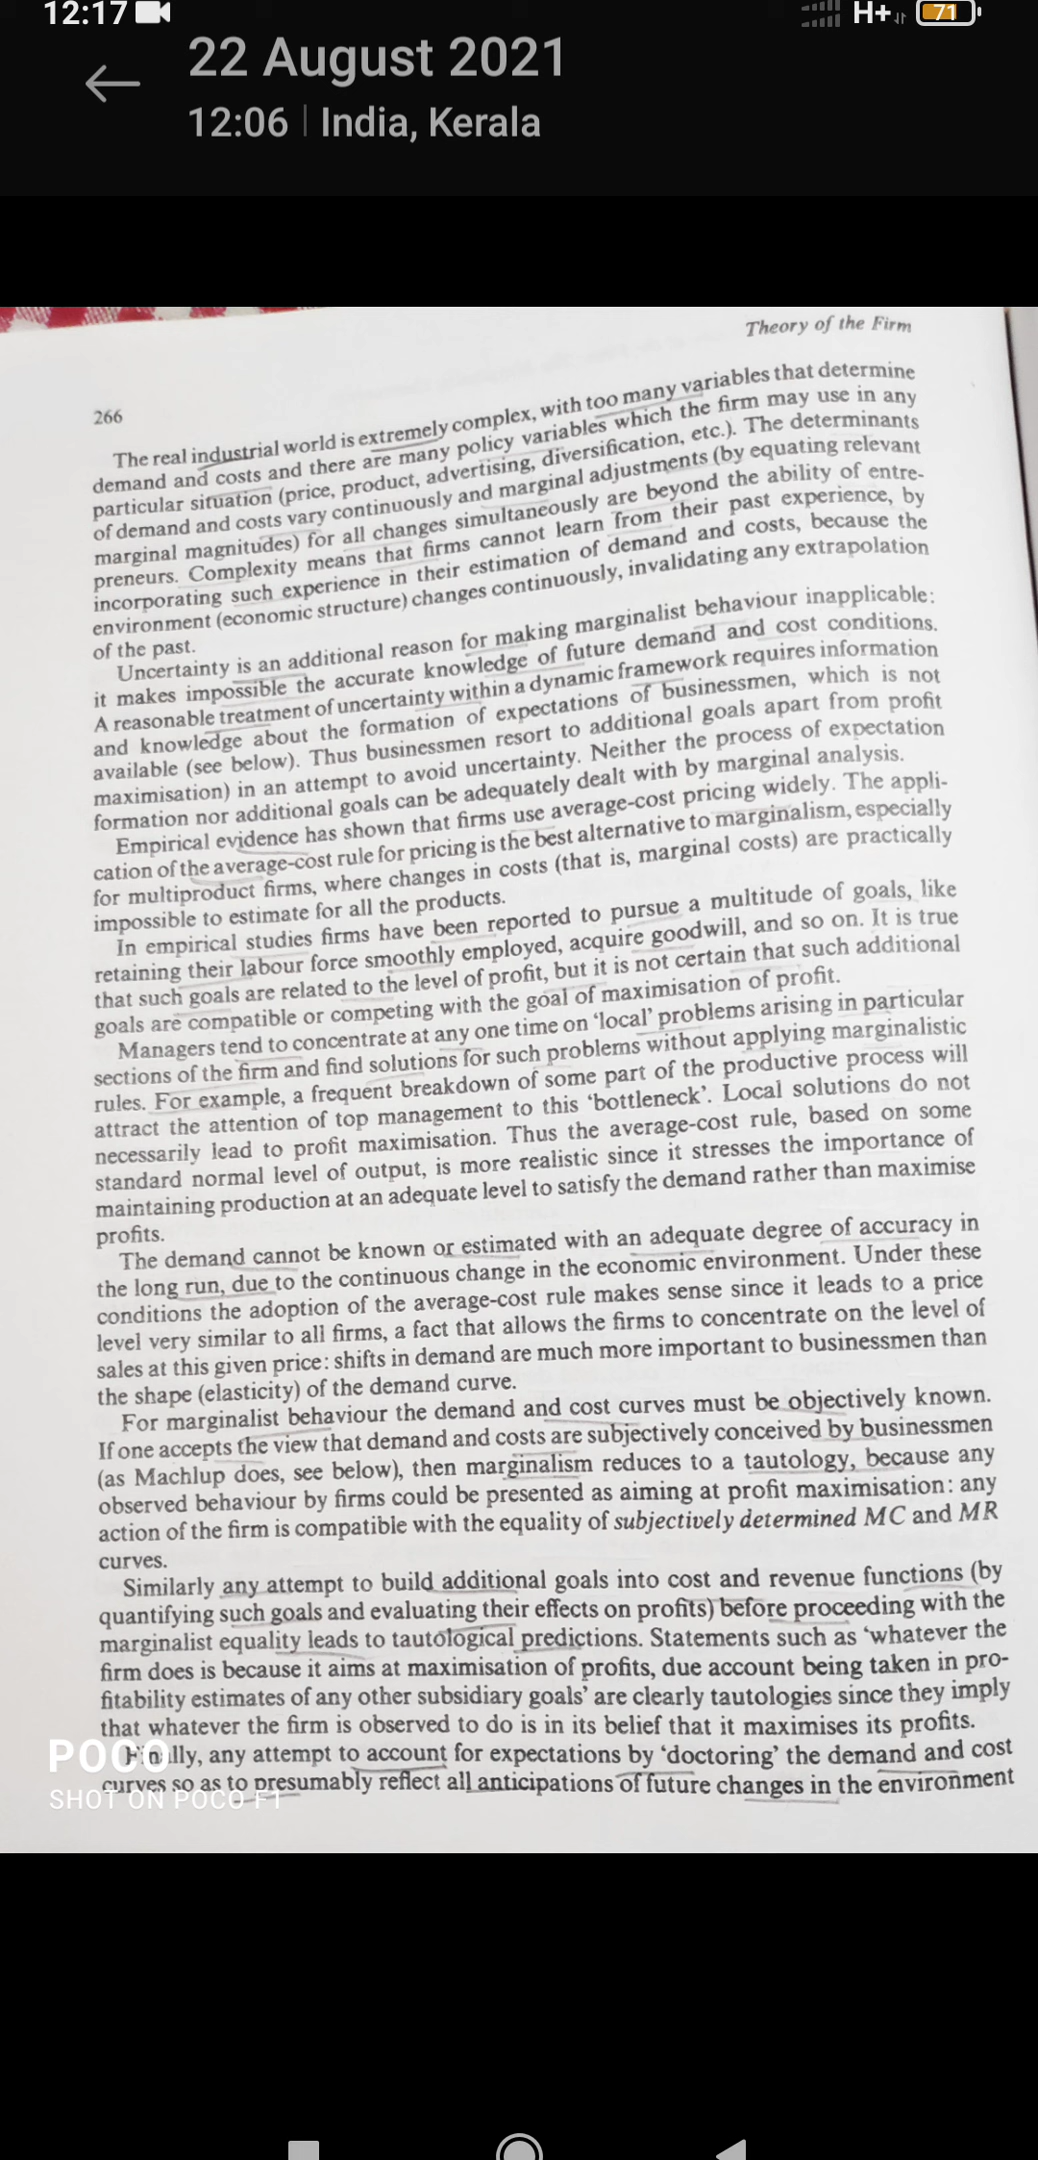 12:17 H+ 71
22 August 2021
12:06 | India, Kerala
Theory of the Firm
266
The real industrial world is extremely complex, with too many variables that determine
demand and costs and there are many policy variables which the firm may use in any
particular situation (price, product, advertising, diversification, etc.). The determinants
of demand and costs vary continuously and marginal adjustments (by equating relevant
marginal magnitudes) for all changes simultaneously are beyond the ability of entre-
preneurs. Complexity means that firms cannot learn from their past experience, by
incorporating such experience in their estimation of demand and costs, because the
environment (economic structure) changes continuously, invalidating any extrapolation
of the past.
Uncertainty is an additional reason for making marginalist behaviour inapplicable:
it makes impossible the accurate knowledge of future demand and cost conditions.
A reasonable treatment of uncertainty within a dynamic framework requires information
and knowledge about the formation of expectations of businessmen, which is not
available (see below). Thus businessmen resort to additional goals apart from profit
maximisation) in an attempt to avoid uncertainty. Neither the process of expectation
formation nor additional goals can be adequately dealt with by marginal analysis.
Empirical evidence has shown that firms use average-cost pricing widely. The appli-
cation of the average-cost rule for pricing is the best alternative to marginalism, especially
for multiproduct firms, where changes in costs (that is, marginal costs) are practically
impossible to estimate for all the products.
In empirical studies firms have been reported to pursue a multitude of goals, like
retaining their labour force smoothly employed, acquire goodwill, and so on. It is true
that such goals are related to the level of profit, but it is not certain that such additional
goals are compatible or competing with the goal of maximisation of profit.
Managers tend to concentrate at any one time on ‘local’ problems arising in particular
sections of the firm and find solutions for such problems without applying marginalistic
rules. For example, a frequent breakdown of some part of the productive process will
attract the attention of top management to this ‘bottleneck’. Local solutions do not
necessarily lead to profit maximisation. Thus the average-cost rule, based on some
standard normal level of output, is more realistic since it stresses the importance of
maintaining production at an adequate level to satisfy the demand rather than maximise
profits.
The demand cannot be known or estimated with an adequate degree of accuracy in
the long run, due to the continuous change in the economic environment. Under these
conditions the adoption of the average-cost rule makes sense since it leads to a price
level very similar to all firms, a fact that allows the firms to concentrate on the level of
sales at this given price: shifts in demand are much more important to businessmen than
the shape (elasticity) of the demand curve.
For marginalist behaviour the demand and cost curves must be objectively known.
If one accepts the view that demand and costs are subjectively conceived by businessmen
(as Machlup does, see below), then marginalism reduces to a tautology, because any
observed behaviour by firms could be presented as aiming at profit maximisation: any
action of the firm is compatible with the equality of subjectively determined MC and MR
curves.
Similarly any attempt to build additional goals into cost and revenue functions (by
quantifying such goals and evaluating their effects on profits) before proceeding with the
marginalist equality leads to tautological predictions. Statements such as ‘whatever the
firm does is because it aims at maximisation of profits, due account being taken in pro-
fitability estimates of any other subsidiary goals’ are clearly tautologies since they imply
that whatever the firm is observed to do is in its belief that it maximises its profits.
Finally, any attempt to account for expectations by ‘doctoring’ the demand and cost
curves so as to presumably reflect all anticipations of future changes in the environment
POCO
SHOT ON POCO F1